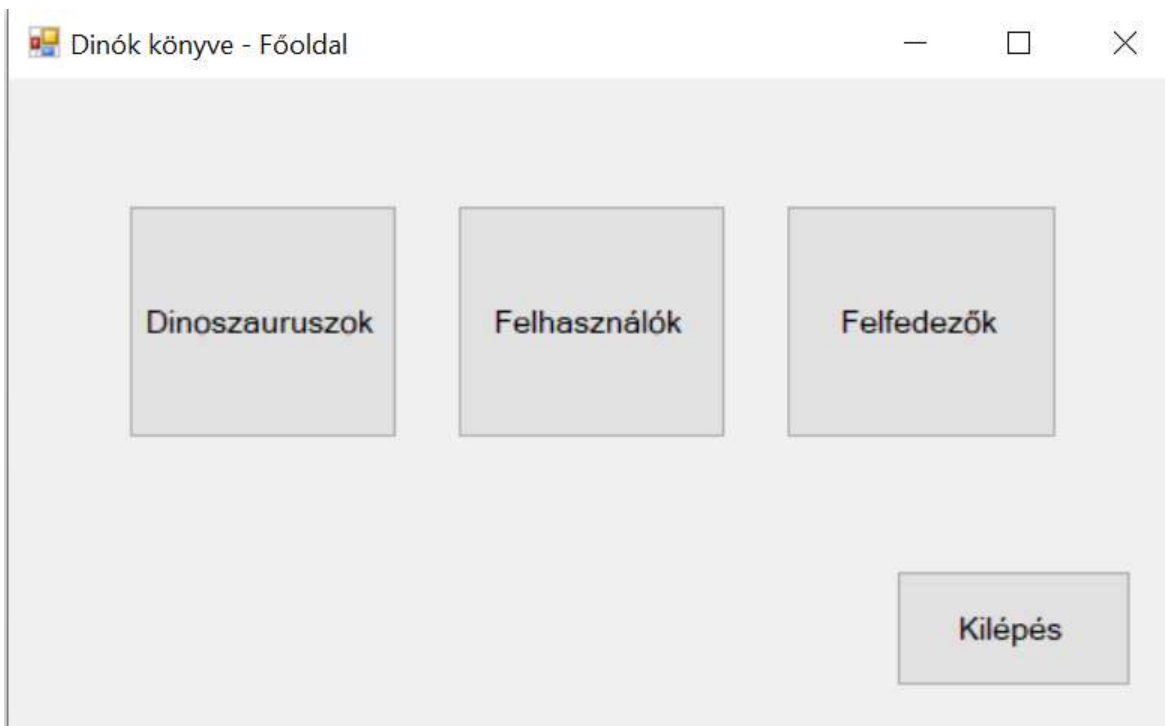 Dinók könyve - Főoldal
Dinoszauruszok
Felhasználók
Felfedezők
Kilépés